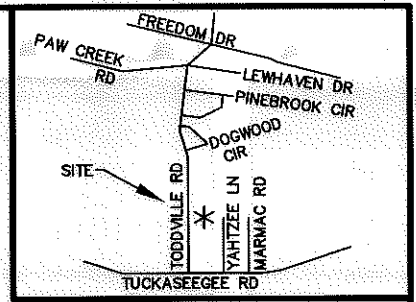 FREEDOM DR
PAW CREEK
RD
LEWHAVEN DR
PINEBROOK CIR
DOGWOOD
CIR
SITE
TODDVILLE RD
YAHTZEE LN
MARMAC RD
TUCKASEEGEE RD